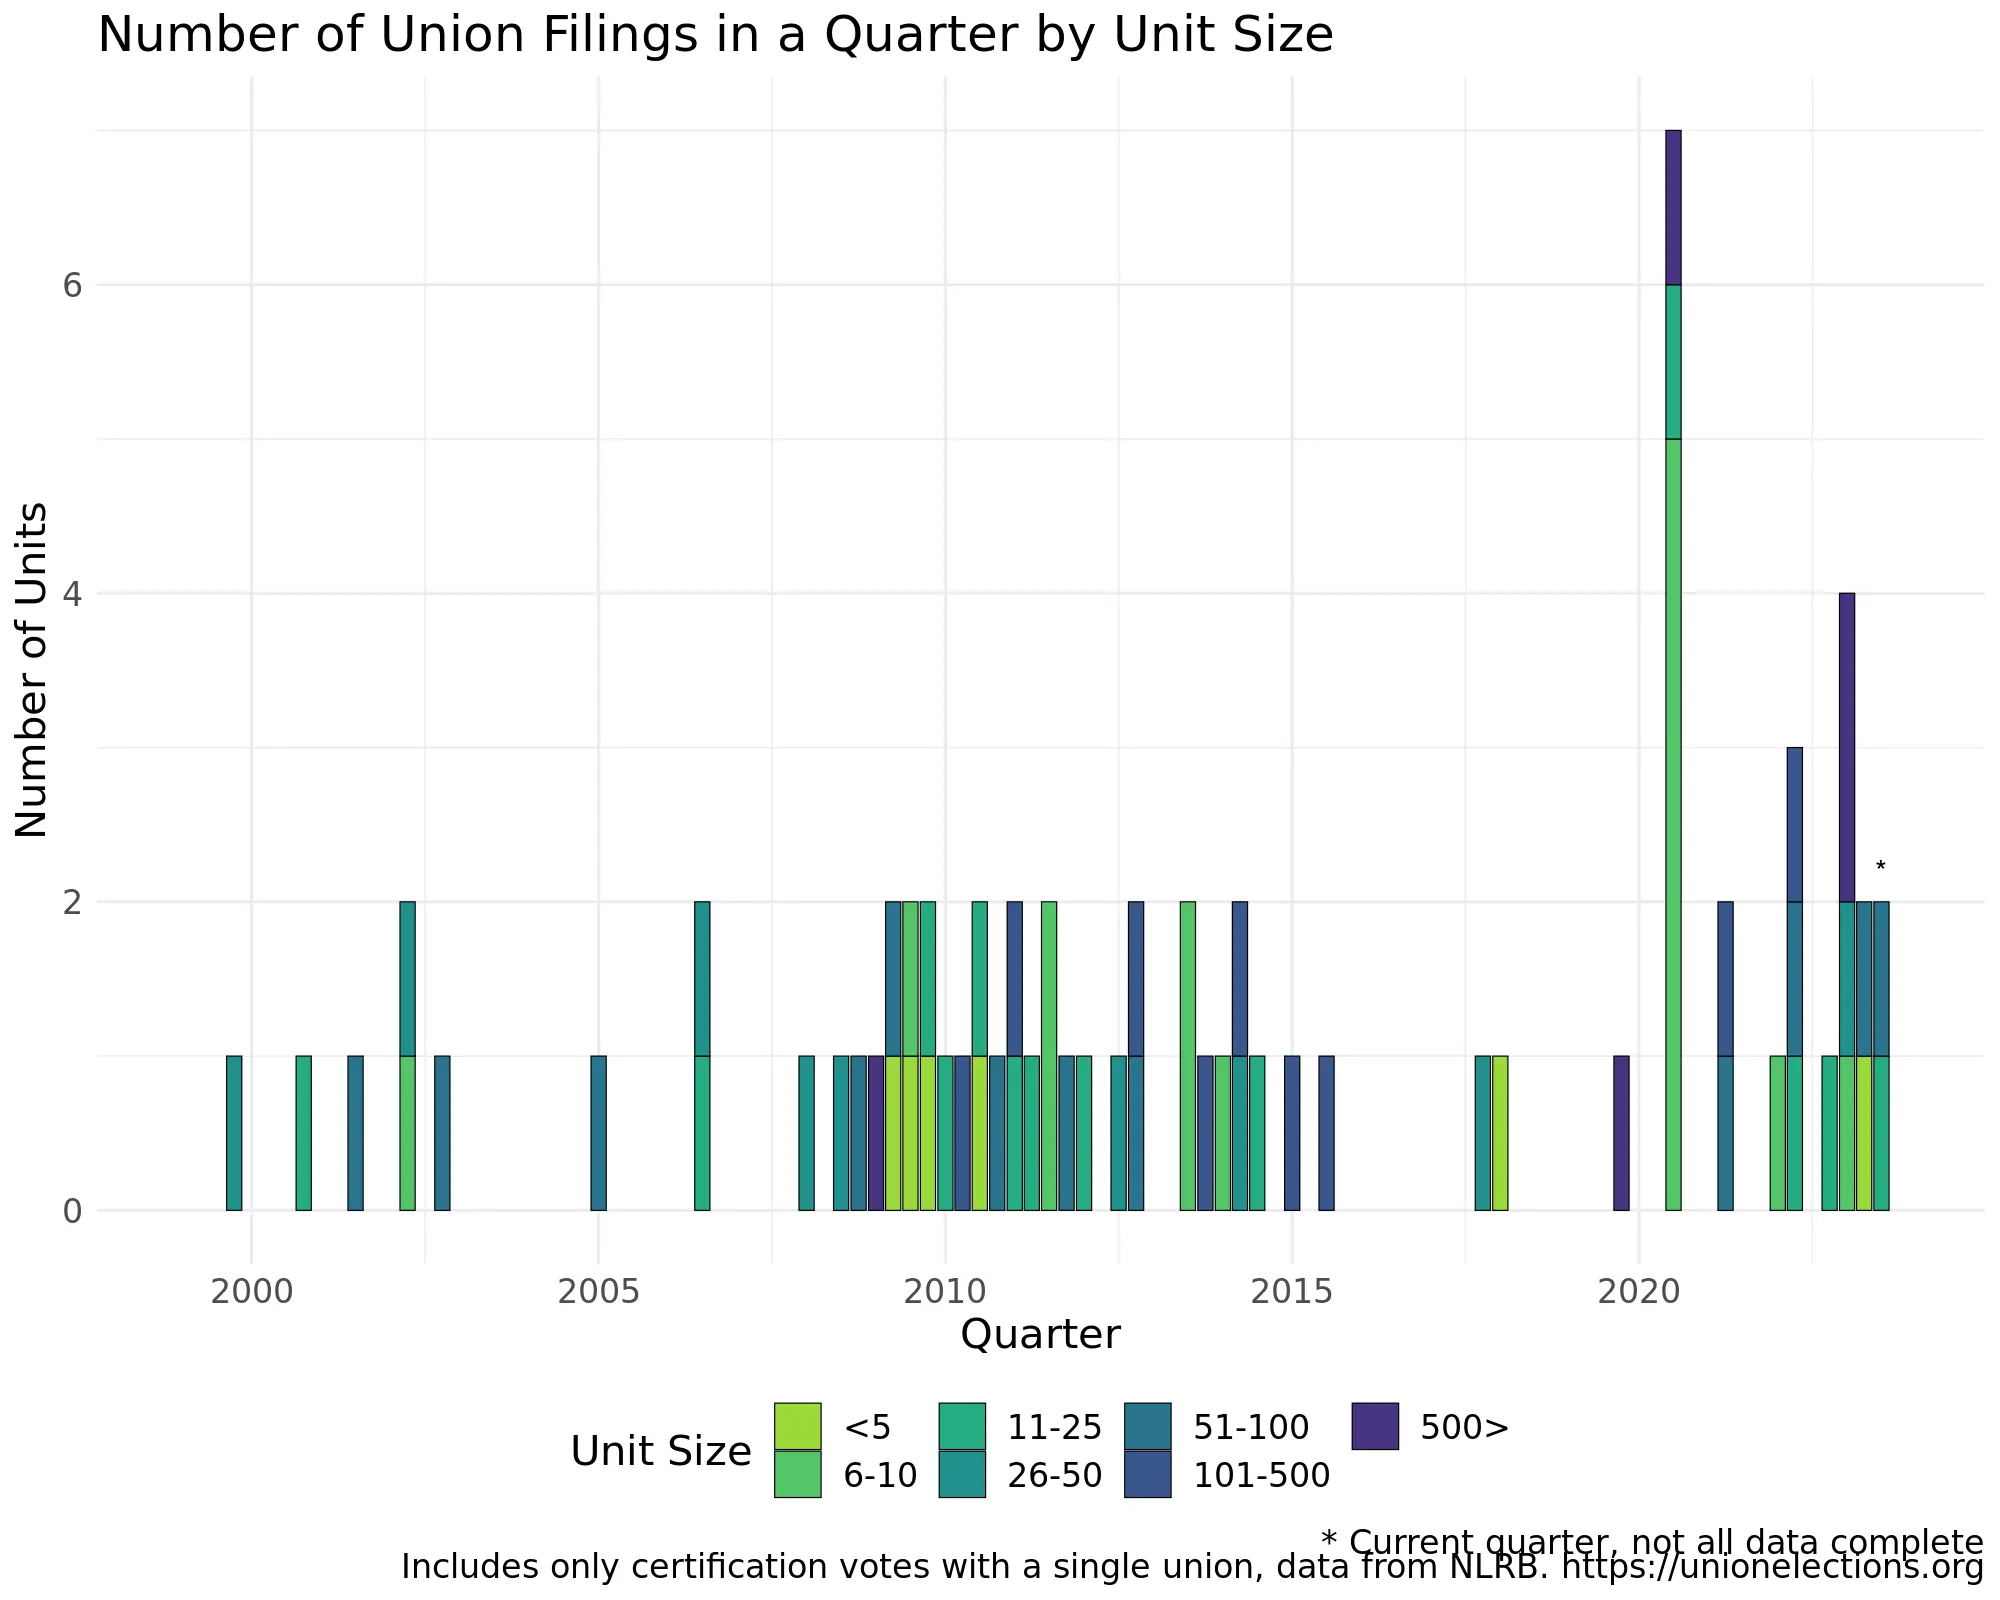 Number of Union Filings in a Quarter by Unit Size
Number of Units
6
4
2
0
*
2000 2005 2010 2015 2020
Quarter
Unit Size
<5 11-25 51-100 500>
6-10 26-50 101-500
* Current quarter, not all data complete
Includes only certification votes with a single union, data from NLRB. https://unionelections.org